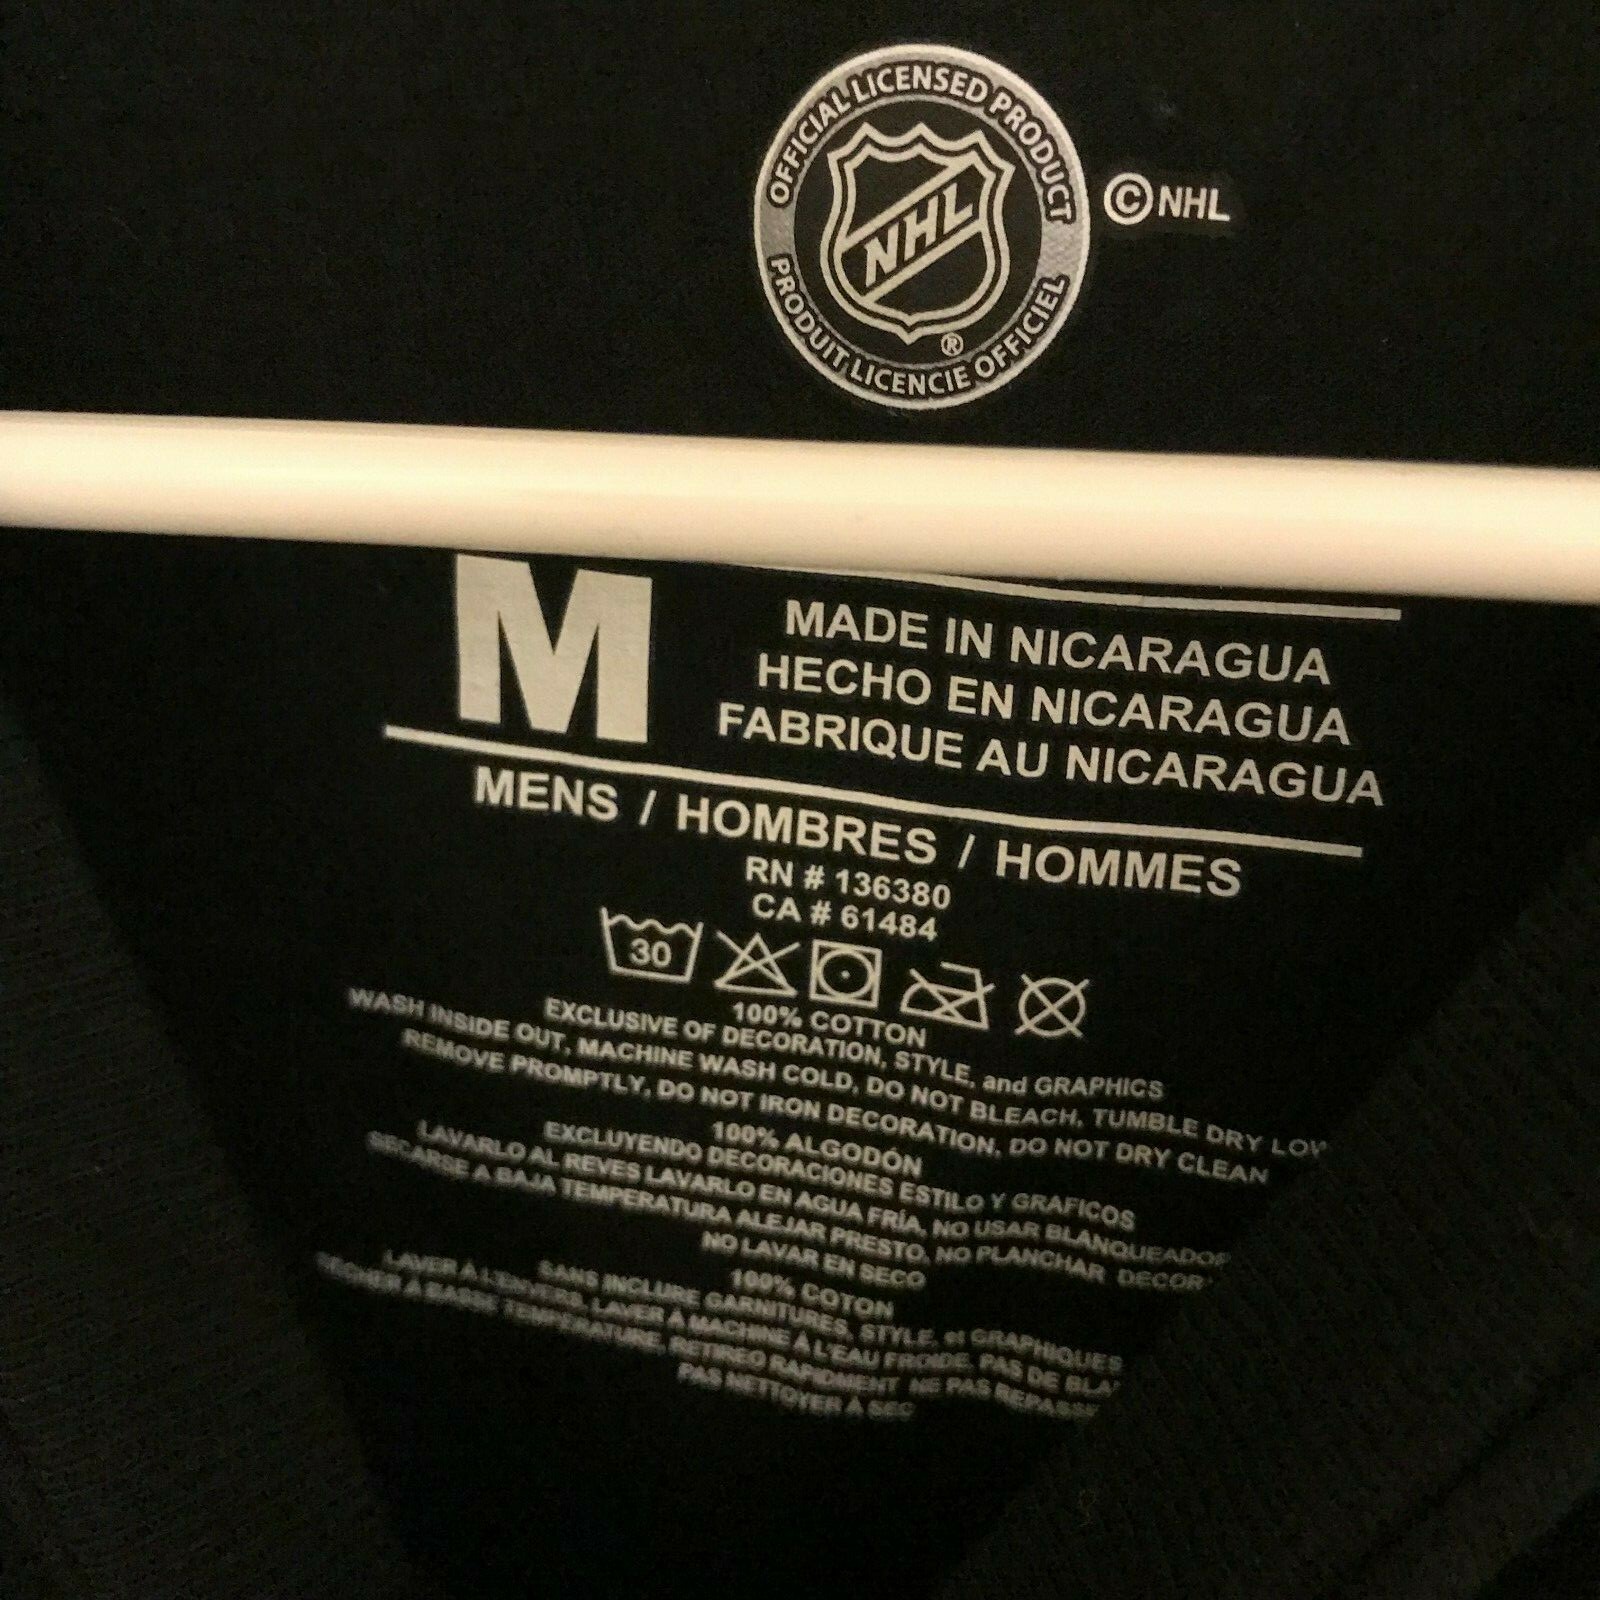 OFFICIAL LICENSED PRODUCT
NHL
®
PRODUIT LICENCIE OFFICIEL
©NHL
M
MADE IN NICARAGUA
HECHO EN NICARAGUA
FABRIQUE AU NICARAGUA
MENS / HOMBRES / HOMMES
RN # 136380
CA # 61484
30
100% COTTON
EXCLUSIVE OF DECORATION, STYLE, and GRAPHICS
WASH INSIDE OUT, MACHINE WASH COLD, DO NOT BLEACH, TUMBLE DRY LOW
REMOVE PROMPTLY, DO NOT IRON DECORATION, DO NOT DRY CLEAN
100% ALGODÓN
EXCLUYENDO DECORACIONES ESTILO Y GRAFICOS
LAVARLO AL REVES LAVARLO EN AGUA FRÍA, NO USAR BLANQUEADOR
SECARSE A BAJA TEMPERATURA ALEJAR PRESTO, NO PLANCHAR DECOR
NO LAVAR EN SECO
100% COTON
SANS INCLURE GARNITURES, STYLE, et GRAPHIQUES
LAVER À L'ENVERS, LAVER À MACHINE À L'EAU FROIDE, PAS DE BLA
SÉCHER À BASSE TEMPÉRATURE, RETIREO RAPIDMENT NE PAS REPASSE
PAS NETTOYER À SEC